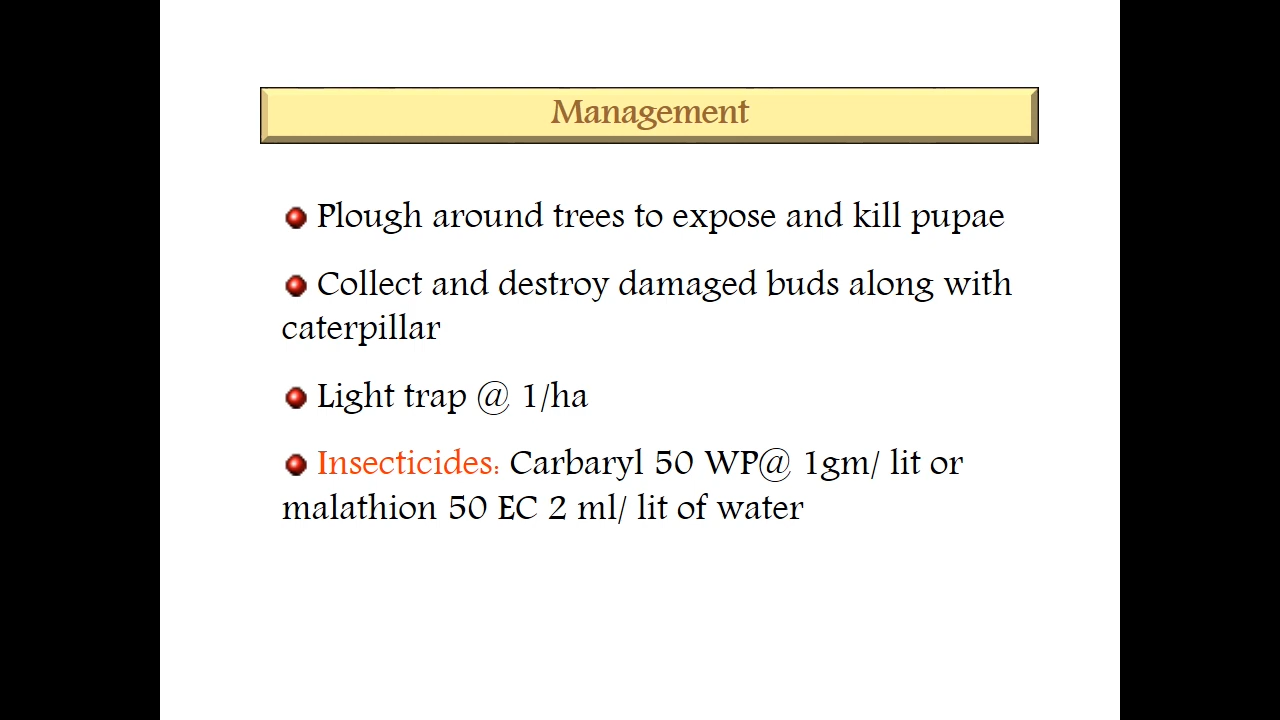 Management
Plough around trees to expose and kill pupae
Collect and destroy damaged buds along with
caterpillar
Light trap @ 1/ha
Insecticides: Carbaryl 50 WP@ 1gm/ lit or
malathion 50 EC 2 ml/ lit of water